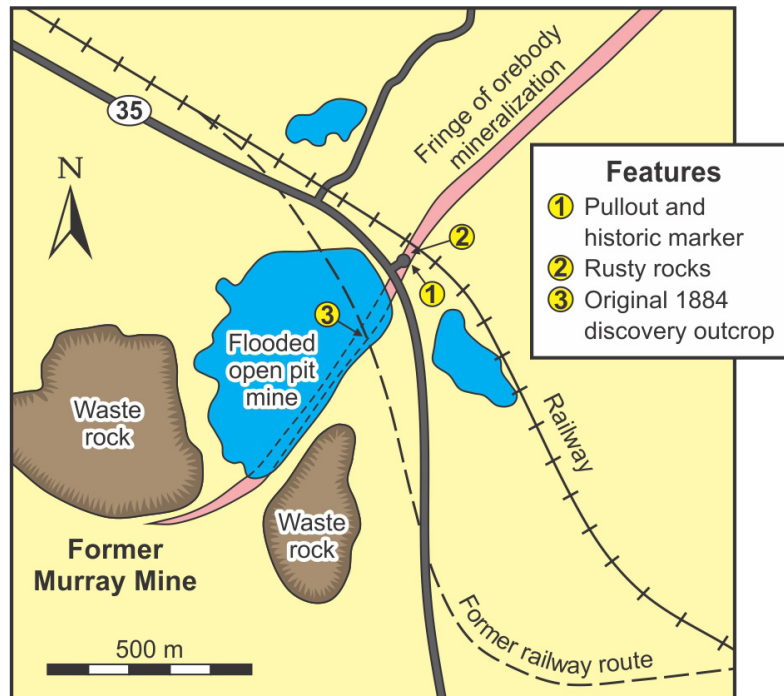 35
N
Fringe of orebody
mineralization
Features
1 Pullout and
historic marker
2 Rusty rocks
3 Original 1884
discovery outcrop
2
1
3
Flooded
open pit
mine
Waste
rock
Waste
rock
Railway
Former
Murray Mine
Former railway route
500 m